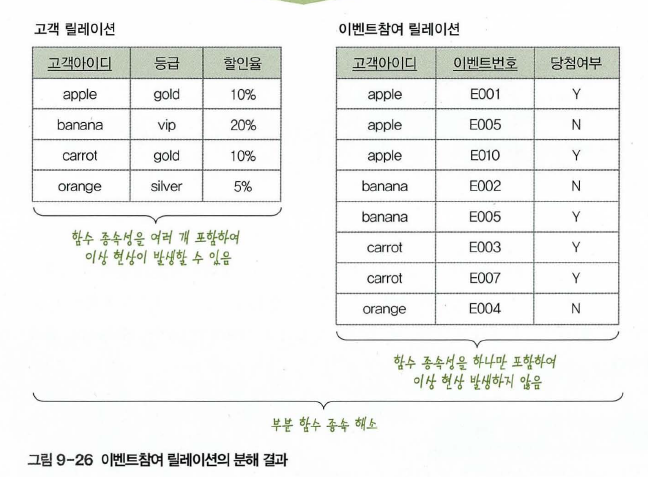 고객 릴레이션
고객아이디 등급 할인율
apple gold 10%
banana vip 20%
carrot gold 10%
orange silver 5%
함수 종속성을 여러 개 포함하여
이상 현상이 발생할 수 있음
이벤트참여 릴레이션
고객아이디 이벤트번호 당첨여부
apple E001 Y
apple E005 N
apple E010 Y
banana E002 N
banana E005 Y
carrot E003 Y
carrot E007 Y
orange E004 N
함수 종속성을 하나만 포함하여
이상 현상 발생하지 않음
부분 함수 종속 해소
그림 9-26 이벤트참여 릴레이션의 분해 결과